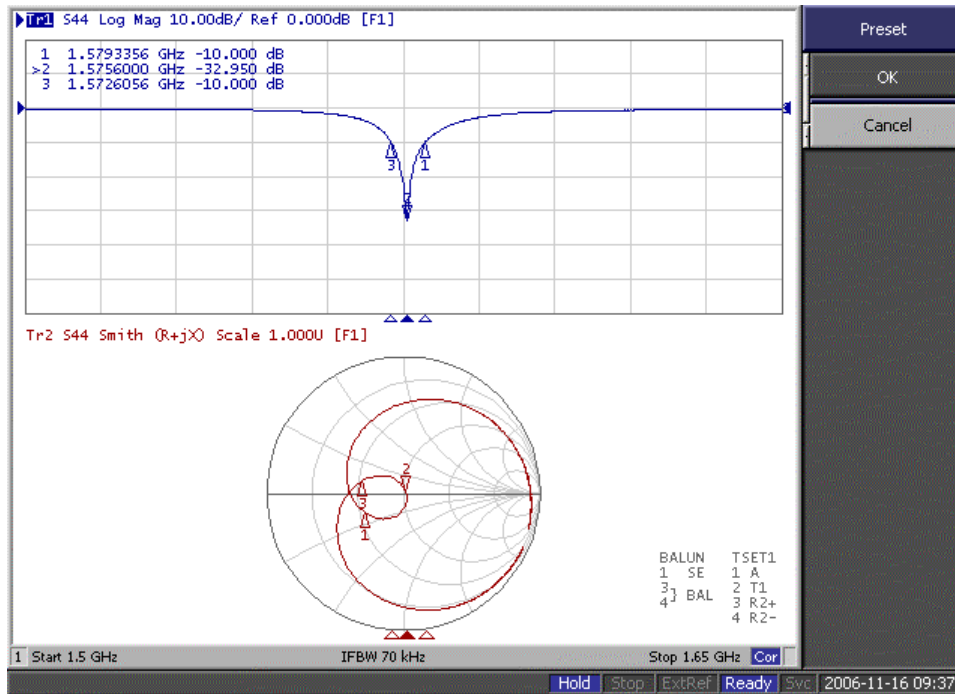 Tr1 S44 Log Mag 10.00dB/ Ref 0.000dB [F1]
1 1.5793356 GHz -10.000 dB
>2 1.5756000 GHz -32.950 dB
3 1.5726056 GHz -10.000 dB
3 1
Tr2 S44 Smith (R+jX) Scale 1.000U [F1]
2
3
1
BALUN TSET1
1 SE 1 A
3 2 T1
4 } BAL 3 R2+
4 R2-
1 Start 1.5 GHz IFBW 70 kHz Stop 1.65 GHz Cor
Hold Stop ExtRef Ready Svc 2006-11-16 09:37
Preset
OK
Cancel